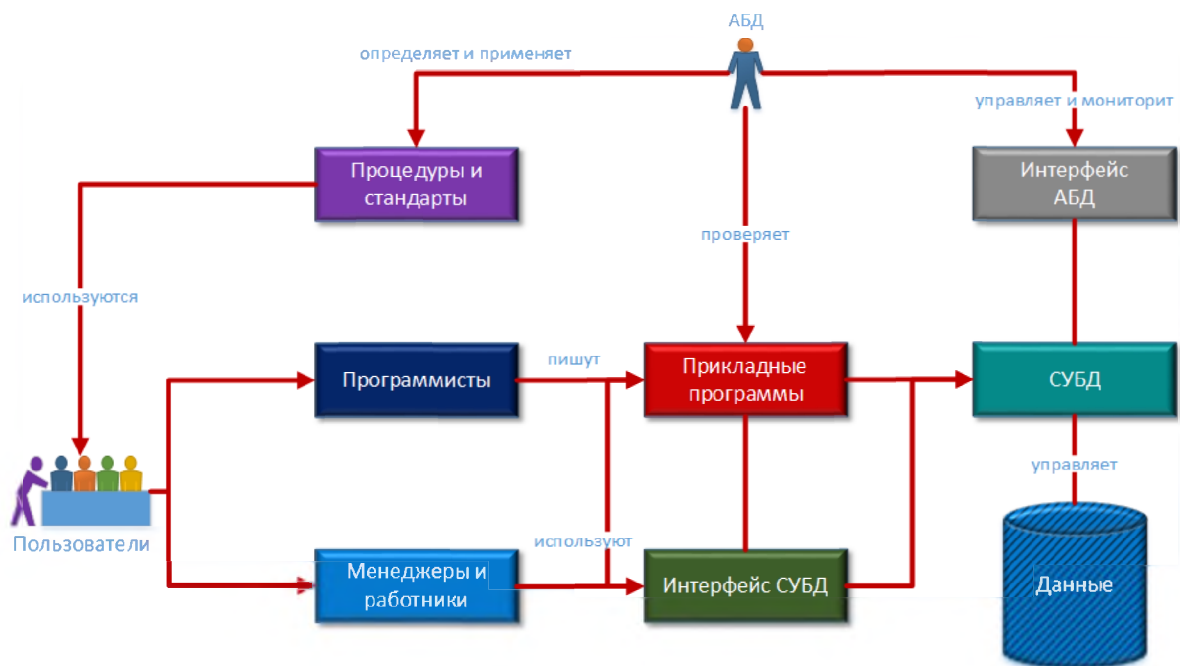 АБД
определяет и применяет
управляет и мониторит
Процедуры и
стандарты
Интерфейс
АБД
проверяет
используются
Программисты
пишут
Прикладные
программы
СУБД
управляет
Пользователи
используют
Менеджеры и
работники
Интерфейс СУБД
Данные